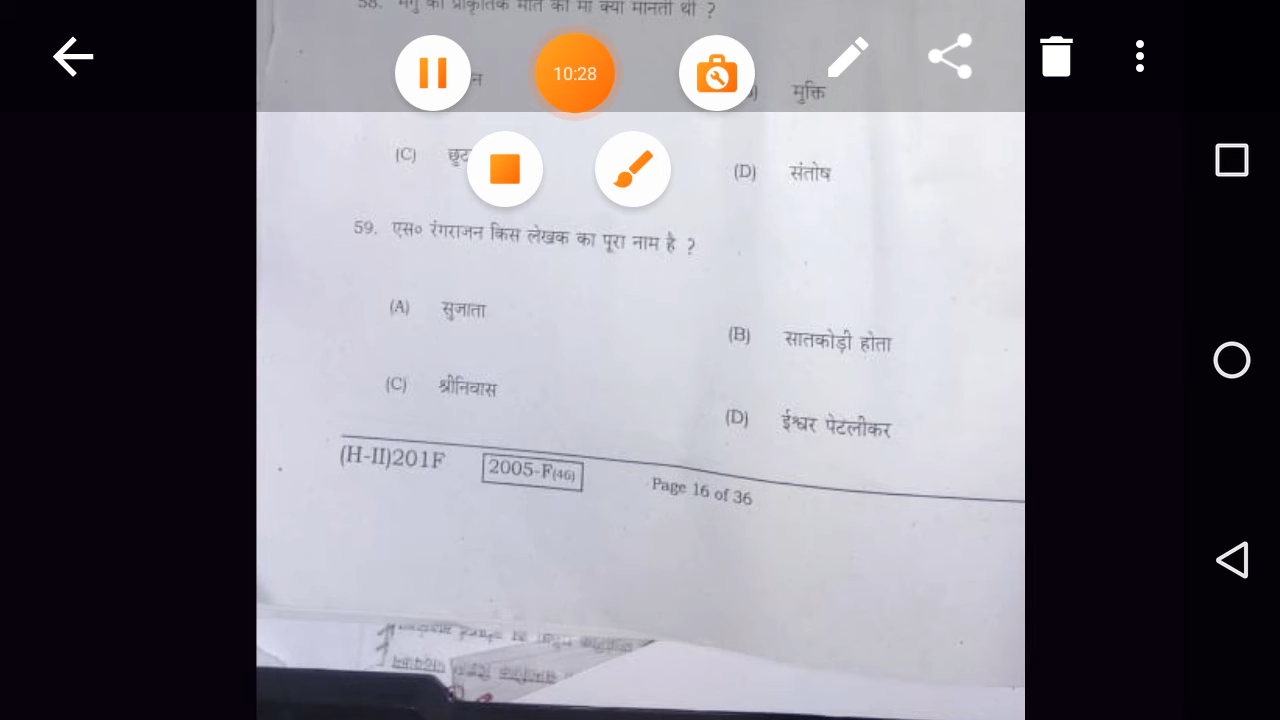 58. मंगु की प्राकृतिक मौत को माँ क्या मानती थी ?
10:28
मुक्ति
(C)
(D) संतोष
59. एस० रंगराजन किस लेखक का पूरा नाम है ?
(A) सुजाता
(B) सातकोड़ी होता
(C) श्रीनिवास
(D) ईश्वर पेटलीकर
(H-II)201F 2005-F(46) Page 16 of 36